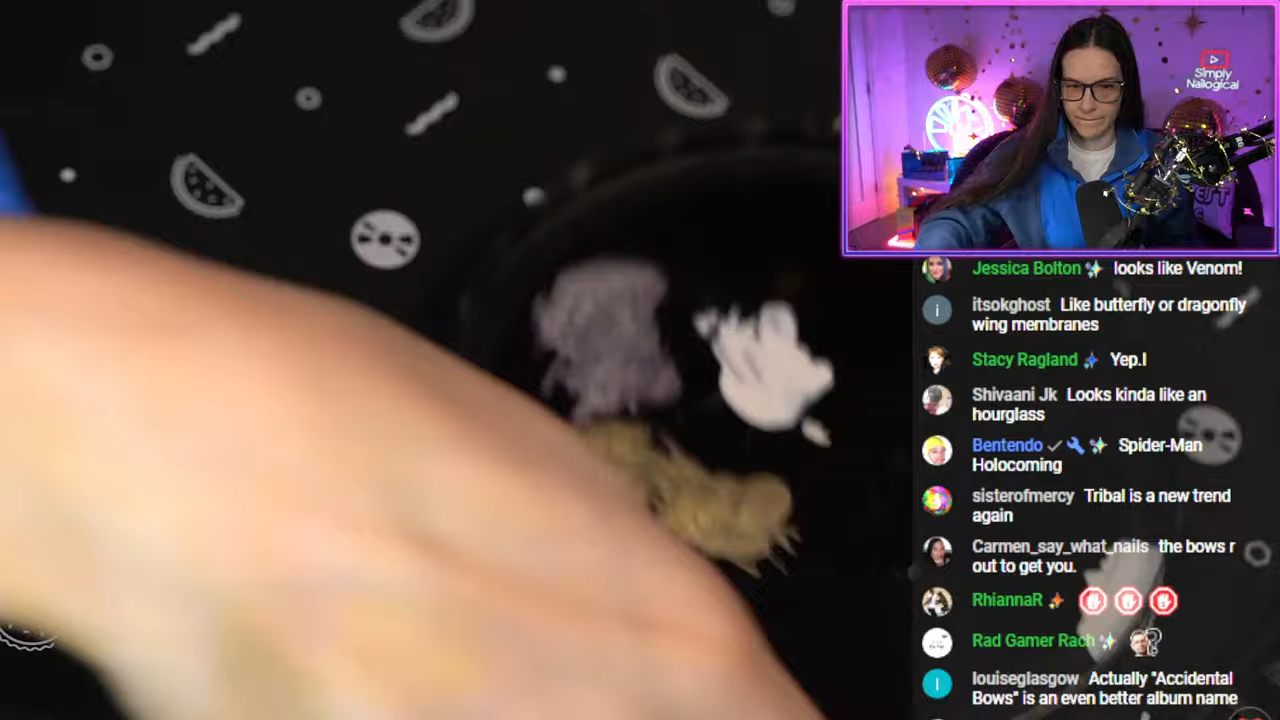 Simply
Nailogical
Jessica Bolton looks like Venom!
itsokghost Like butterfly or dragonfly
wing membranes
Stacy Ragland Yep.I
Shivaani Jk Looks kinda like an
hourglass
Bentendo Spider-Man
Holocoming
sisterofmercy Tribal is a new trend
again
Carmen_say_what_nails the bows r
out to get you.
RhiannaR
Rad Gamer Rach
louiseglasgow Actually "Accidental
Bows" is an even better album name